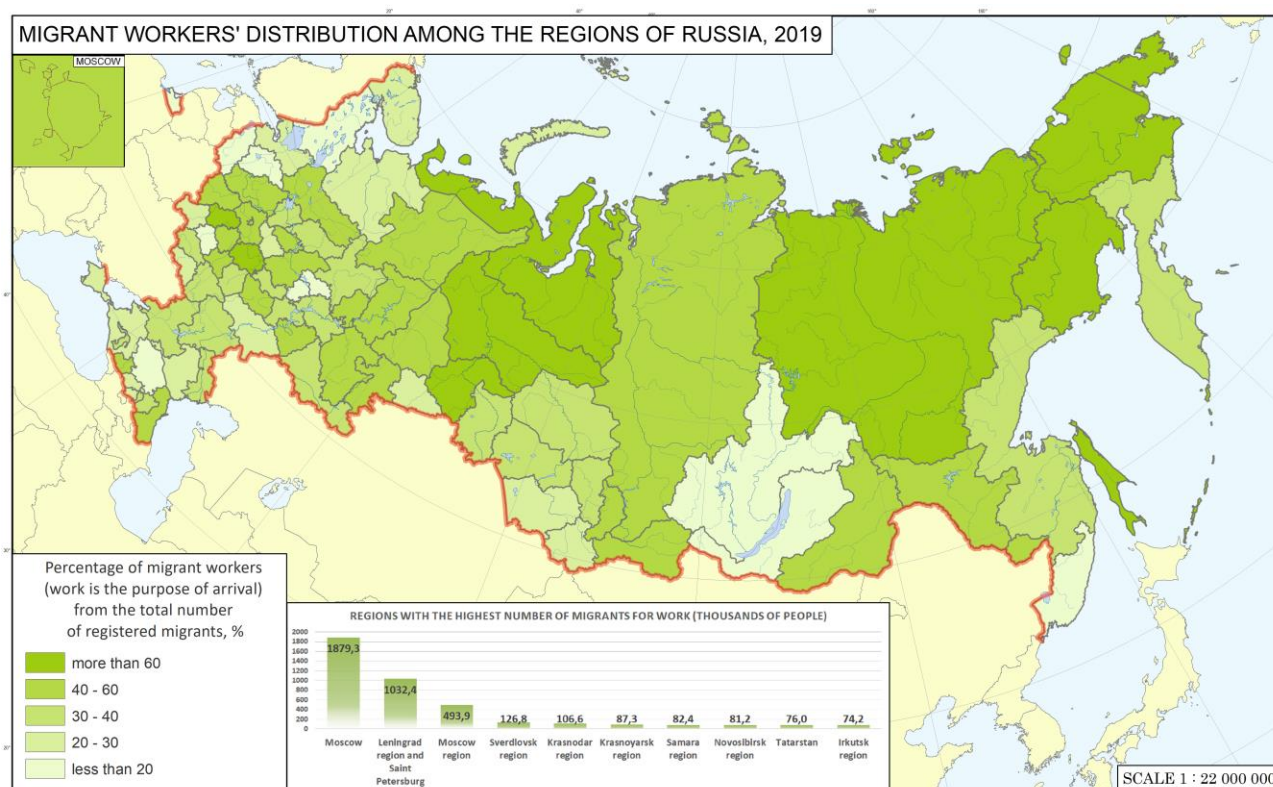 MIGRANT WORKERS' DISTRIBUTION AMONG THE REGIONS OF RUSSIA, 2019
MOSCOW
Percentage of migrant workers
(work is the purpose of arrival)
from the total number
of registered migrants, %
more than 60
40 - 60
30 - 40
20 - 30
less than 20
REGIONS WITH THE HIGHEST NUMBER OF MIGRANTS FOR WORK (THOUSANDS OF PEOPLE)
2000
1800
1600
1400
1200
1000
800
600
400
200
0
1879,3
1032,4
493,9
126,8
106,6
87,3
82,4
81,2
76,0
74,2
Moscow
Leningrad region and Saint Petersburg
Moscow region
Sverdlovsk region
Krasnodar region
Krasnoyarsk region
Samara region
Novosibirsk region
Tatarstan
Irkutsk region
SCALE 1 : 22 000 000